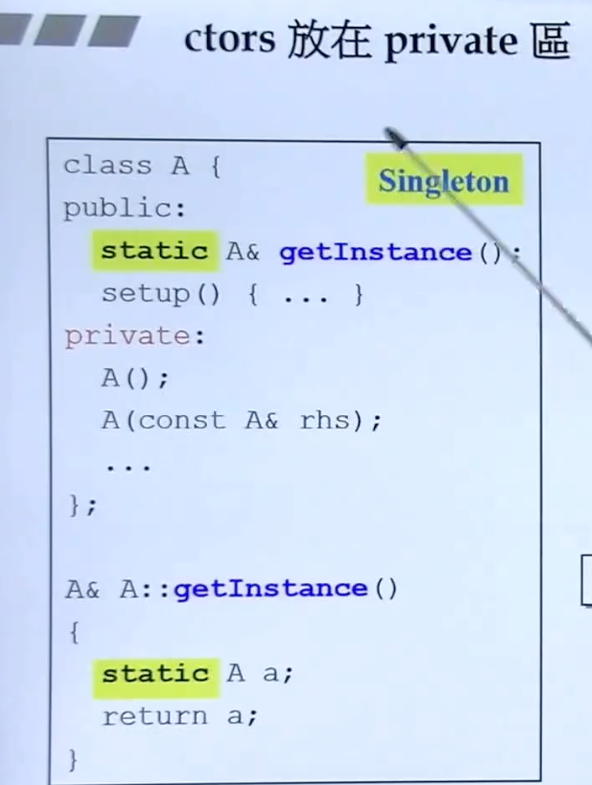 ctors 放在 private 區
Singleton
class A {
public:
static A& getInstance();
setup() { ... }
private:
A();
A(const A& rhs);
...
};
A& A::getInstance()
{
static A a;
return a;
}